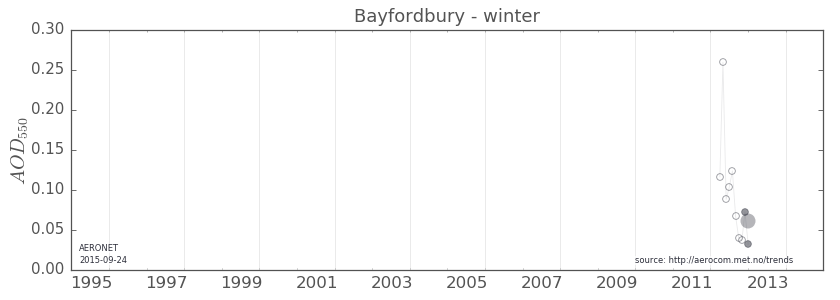 Bayfordbury - winter
0.30
0.25
0.20
0.15
0.10
0.05
0.00
AOD550
AERONET
2015-09-24
source: http://aerocom.met.no/trends
1995 1997 1999 2001 2003 2005 2007 2009 2011 2013